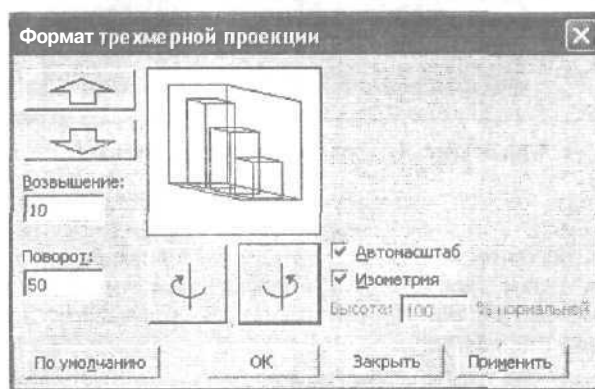 Формат трехмерной проекции
Возвышение:
10
Поворот:
50
Автомасштаб
Изометрия
Высота: 100 % нормальной
По умолчанию ОК Закрыть Применить